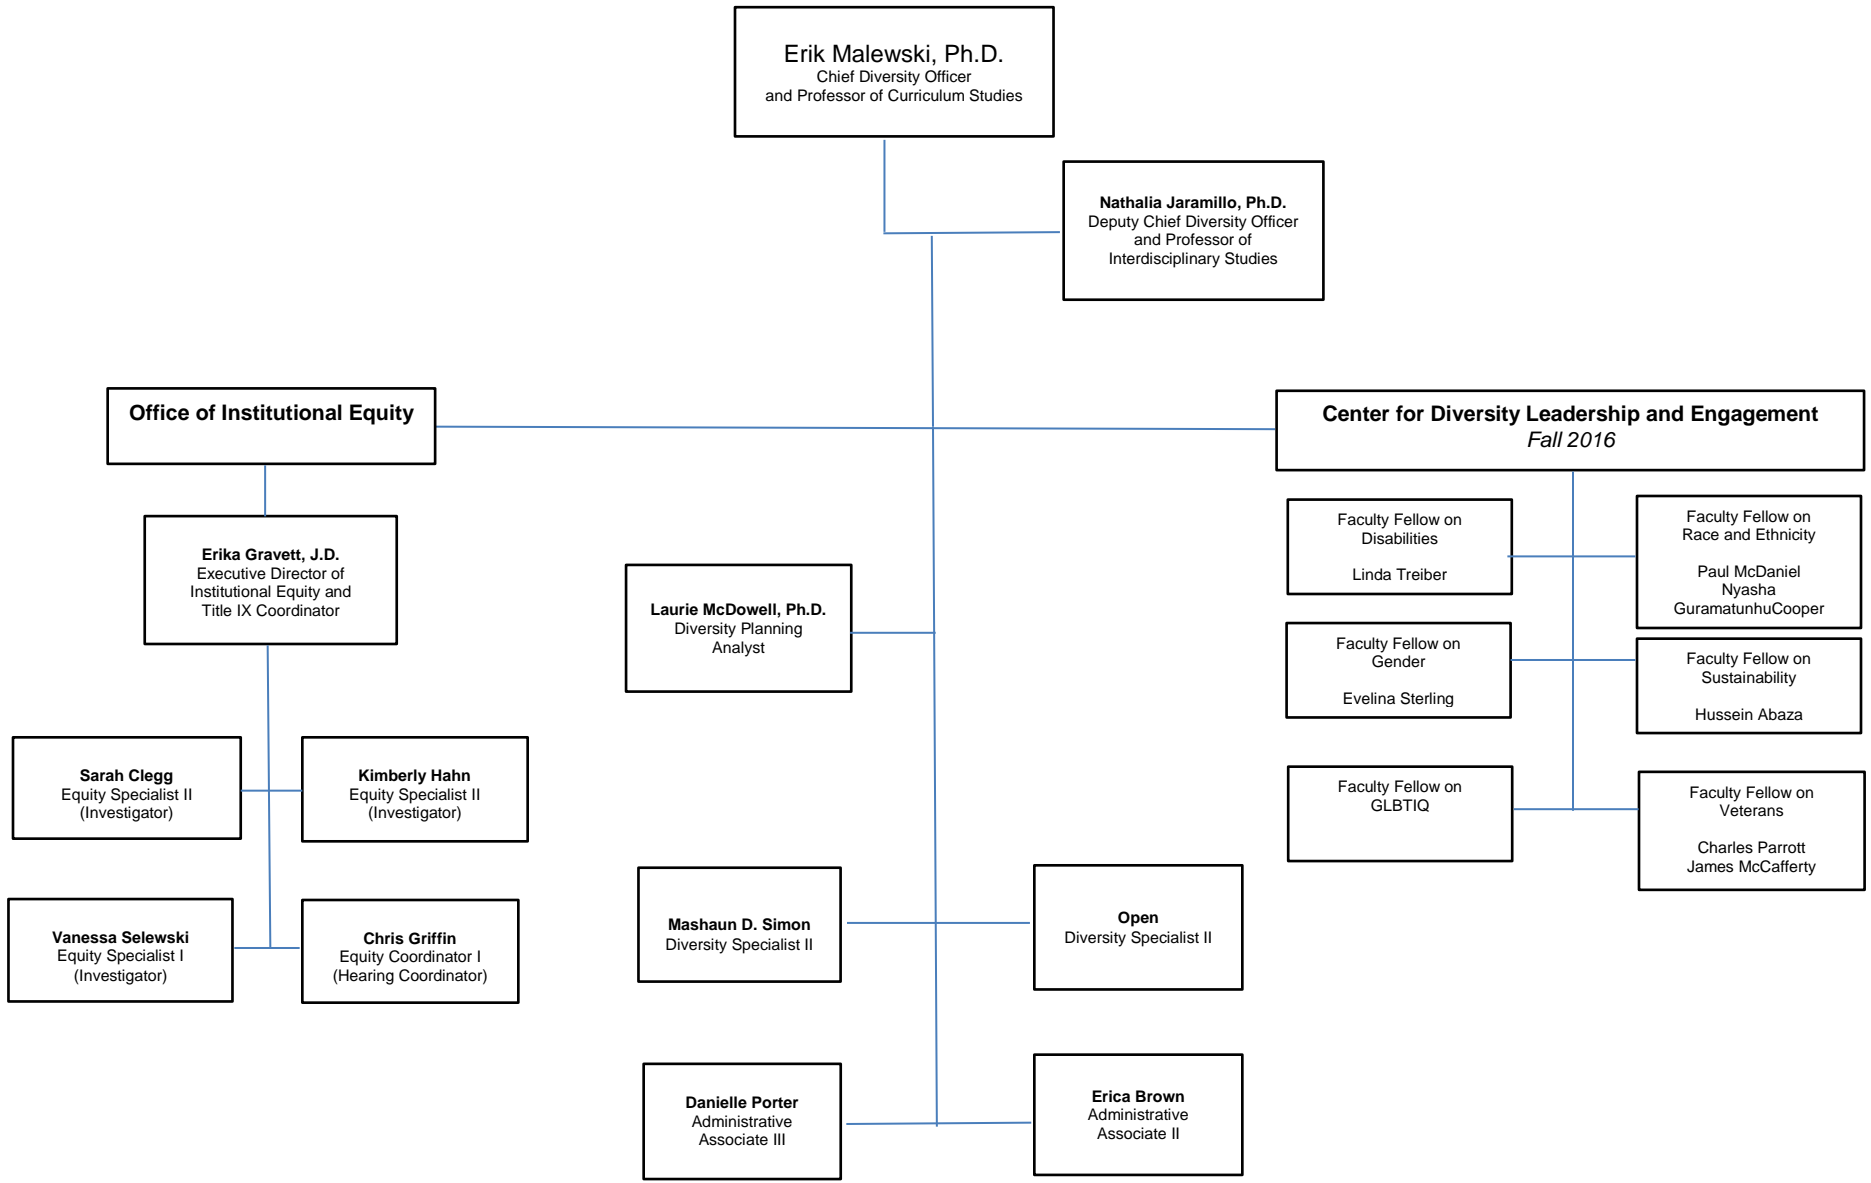 Erik Malewski, Ph.D.
Chief Diversity Officer
and Professor of Curriculum Studies
Nathalia Jaramillo, Ph.D.
Deputy Chief Diversity Officer
and Professor of
Interdisciplinary Studies
Office of Institutional Equity
Center for Diversity Leadership and Engagement
Fall 2016
Erika Gravett, J.D.
Executive Director of
Institutional Equity and
Title IX Coordinator
Sarah Clegg
Equity Specialist II
(Investigator)
Kimberly Hahn
Equity Specialist II
(Investigator)
Vanessa Selewski
Equity Specialist I
(Investigator)
Chris Griffin
Equity Coordinator I
(Hearing Coordinator)
Laurie McDowell, Ph.D.
Diversity Planning
Analyst
Mashaun D. Simon
Diversity Specialist II
Open
Diversity Specialist II
Danielle Porter
Administrative
Associate III
Erica Brown
Administrative
Associate II
Faculty Fellow on
Disabilities
Linda Treiber
Faculty Fellow on
Race and Ethnicity
Paul McDaniel
Nyasha
GuramatunhuCooper
Faculty Fellow on
Gender
Evelina Sterling
Faculty Fellow on
Sustainability
Hussein Abaza
Faculty Fellow on
GLBTIQ
Faculty Fellow on
Veterans
Charles Parrott
James McCafferty